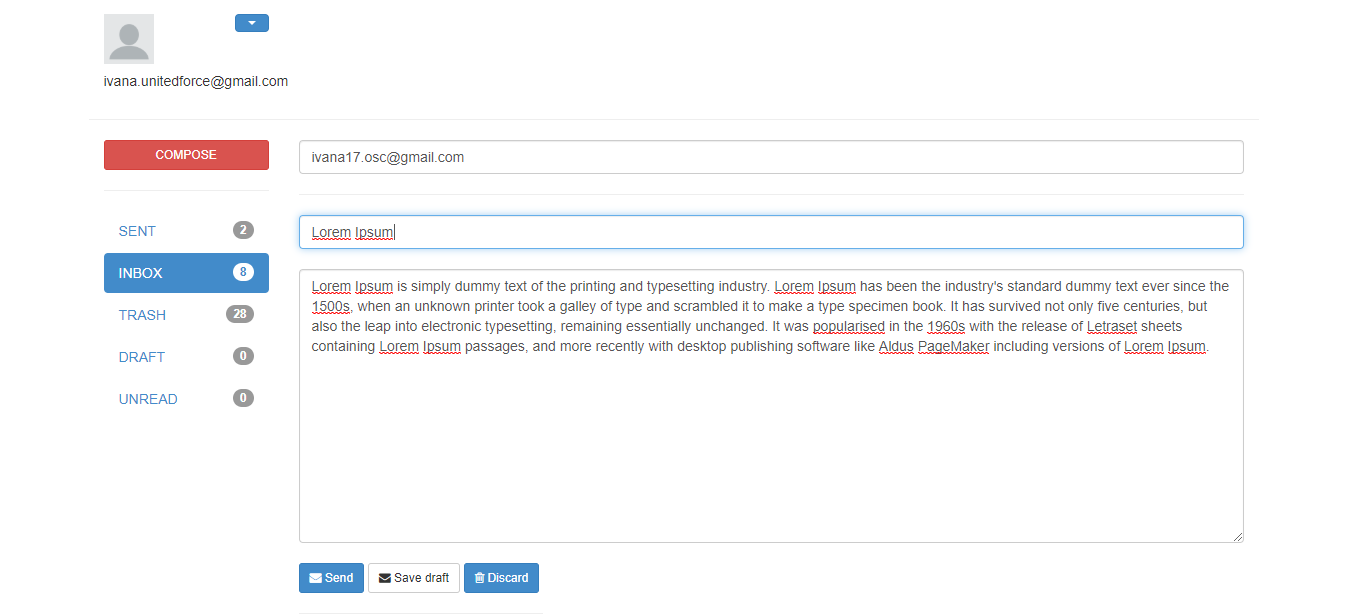 ivana.unitedforce@gmail.com
COMPOSE
ivana17.osc@gmail.com
SENT 2
Lorem Ipsum
INBOX 8
TRASH 28
DRAFT 0
UNREAD 0
Lorem Ipsum is simply dummy text of the printing and typesetting industry. Lorem Ipsum has been the industry's standard dummy text ever since the
1500s, when an unknown printer took a galley of type and scrambled it to make a type specimen book. It has survived not only five centuries, but
also the leap into electronic typesetting, remaining essentially unchanged. It was popularised in the 1960s with the release of Letraset sheets
containing Lorem Ipsum passages, and more recently with desktop publishing software like Aldus PageMaker including versions of Lorem Ipsum.
Send Save draft Discard